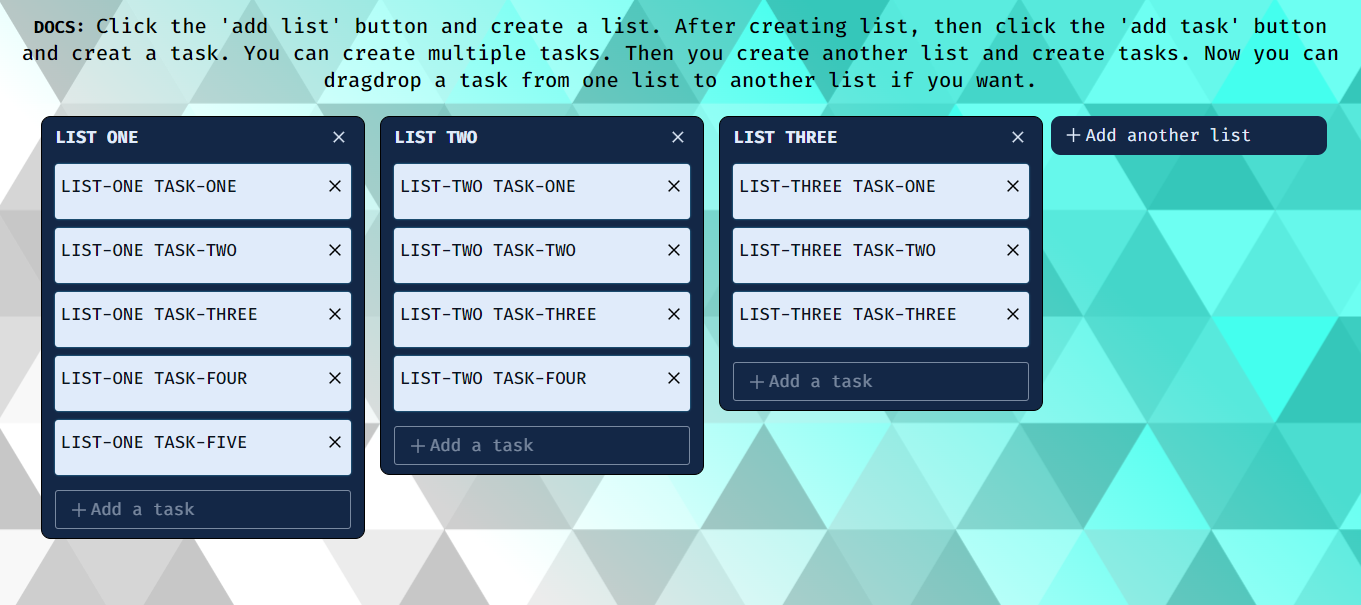 DOCS: Click the 'add list' button and create a list. After creating list, then click the 'add task' button
and creat a task. You can create multiple tasks. Then you create another list and create tasks. Now you can
dragdrop a task from one list to another list if you want.
LIST ONE ×
LIST-ONE TASK-ONE ×
LIST-ONE TASK-TWO ×
LIST-ONE TASK-THREE ×
LIST-ONE TASK-FOUR ×
LIST-ONE TASK-FIVE ×
+ Add a task
LIST TWO ×
LIST-TWO TASK-ONE ×
LIST-TWO TASK-TWO ×
LIST-TWO TASK-THREE ×
LIST-TWO TASK-FOUR ×
+ Add a task
LIST THREE ×
LIST-THREE TASK-ONE ×
LIST-THREE TASK-TWO ×
LIST-THREE TASK-THREE ×
+ Add a task
+ Add another list